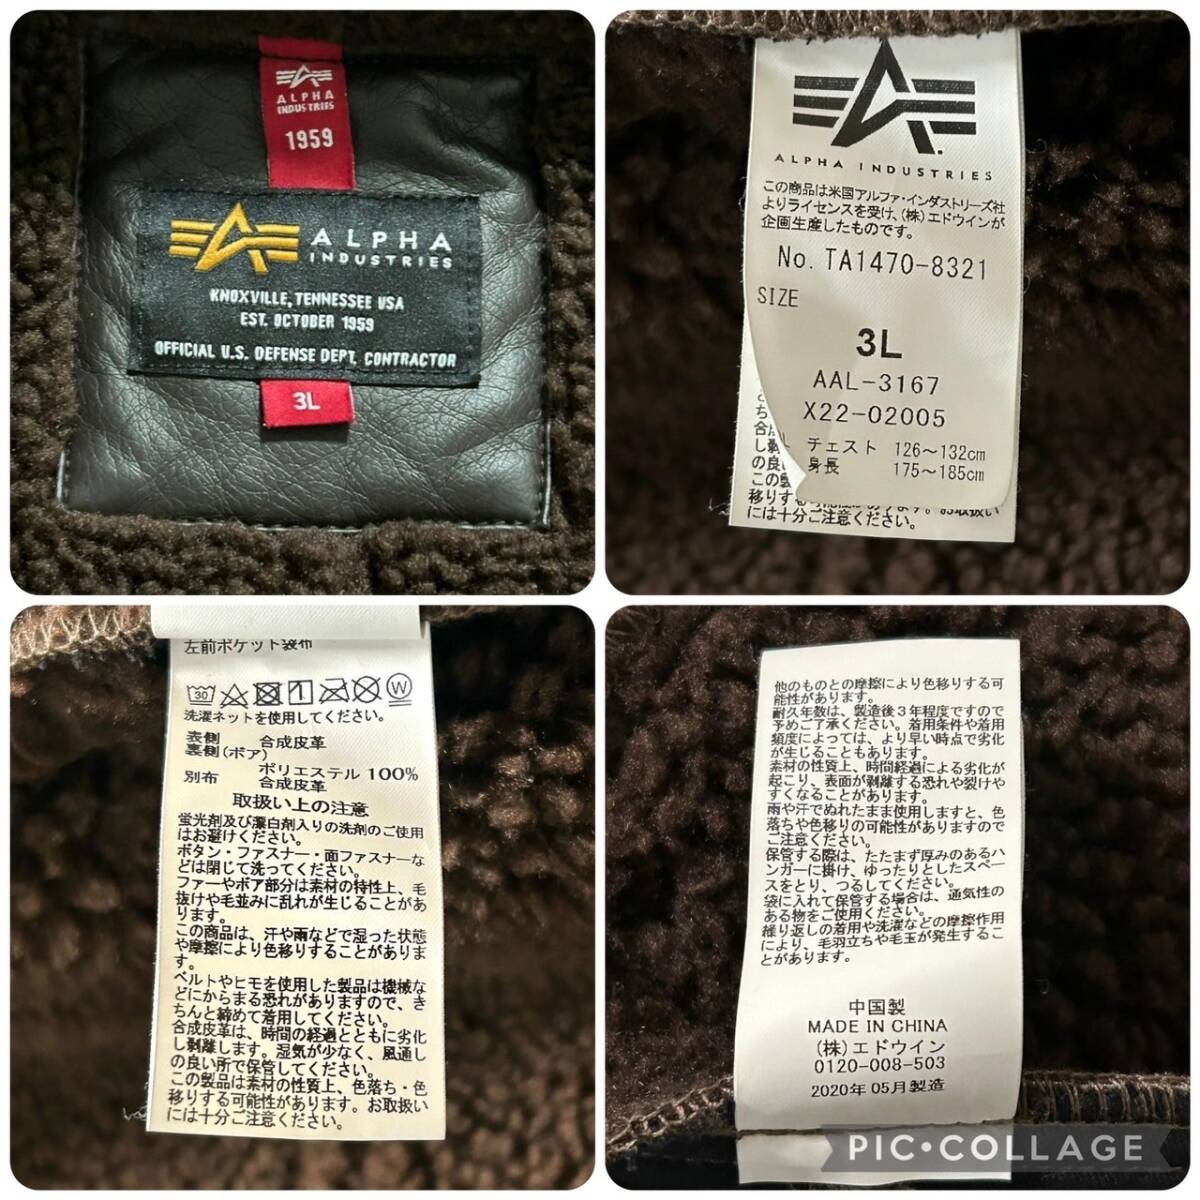 ALPHA
INDUSTRIES
1959
ALPHA
INDUSTRIES
KNOXVILLE, TENNESSEE USA
EST. OCTOBER 1959
OFFICIAL U.S. DEFENSE DEPT. CONTRACTOR
3L
ALPHA INDUSTRIES
この商品は米国アルファ・インダストリーズ社
よりライセンスを受け、(株)エドウインが
企画生産したものです。
No. TA1470-8321
SIZE
3L
AAL-3167
X22-02005
チェスト 126～132cm
身長 175～185cm
には十分ご注意ください。
左前ポケット袋布
30 1 W
洗濯ネットを使用してください。
表側 合成皮革
裏側(ボア)
ポリエステル 100%
別布 合成皮革
取扱い上の注意
蛍光剤及び漂白剤入りの洗剤のご使用
はお避けください。
ボタン・ファスナー・面ファスナーな
どは閉じて洗ってください。
ファーやボア部分は素材の特性上、毛
抜けや毛並みに乱れが生じることがあ
ります。
この商品は、汗や雨などで湿った状態
や摩擦により色移りすることがありま
す。
ベルトやヒモを使用した製品は機械な
どにからまる恐れがありますので、き
ちんと締めて着用してください。
合成皮革は、時間の経過とともに劣化
し剥離します。湿気が少なく、風通し
の良い所で保管してください。
この製品は素材の性質上、色落ち・色
移りする可能性があります。お取扱い
には十分ご注意ください。
他のものとの摩擦により色移りする可
能性があります。
耐久年数は、製造後3年程度ですので
予めご了承ください。着用条件や着用
頻度によっては、より早い時点で劣化
が生じることもあります。
素材の性質上、時間経過による劣化が
起こり、表面が剥離する恐れや裂けや
すくなることがあります。
雨や汗でぬれたまま使用しますと、色
落ちや色移りの可能性がありますので
ご注意ください。
保管する際は、たたまず厚みのあるハ
ンガーに掛け、ゆったりとしたスペー
スをとり、つるしてください。
袋に入れて保管する場合は、通気性の
ある物をご使用ください。
繰り返しの着用や洗濯などの摩擦作用
により、毛羽立ちや毛玉が発生するこ
とがあります。
中国製
MADE IN CHINA
(株)エドウイン
0120-008-503
2020年05月製造
PIC•COLLAGE